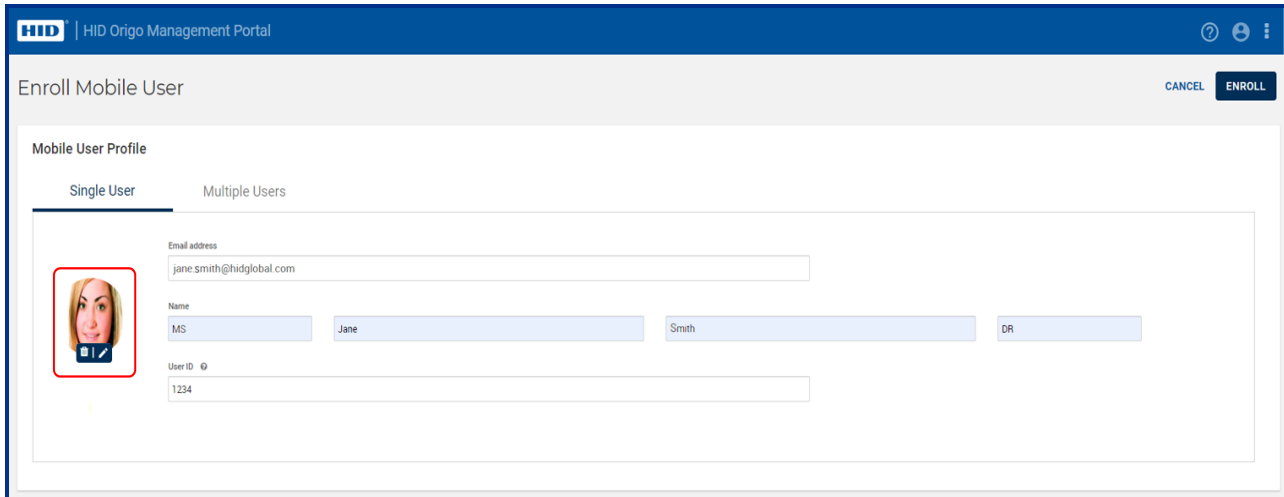 HID | HID Origo Management Portal
Enroll Mobile User
CANCEL ENROLL
Mobile User Profile
Single User Multiple Users
Email address
jane.smith@hidglobal.com
Name
MS Jane Smith DR
User ID
1234